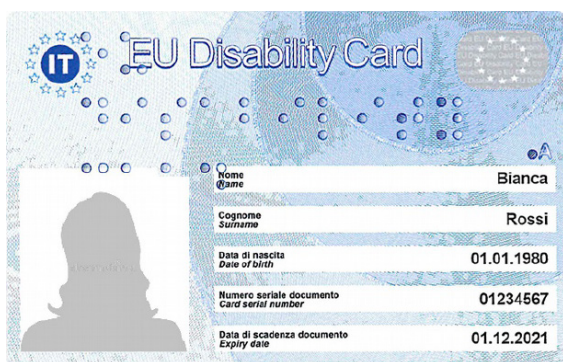 IT
EU Disability Card
A
Nome
Name
Bianca
Cognome
Surname
Rossi
Data di nascita
Date of birth
01.01.1980
Numero seriale documento
Card serial number
01234567
Data di scadenza documento
Expiry date
01.12.2021